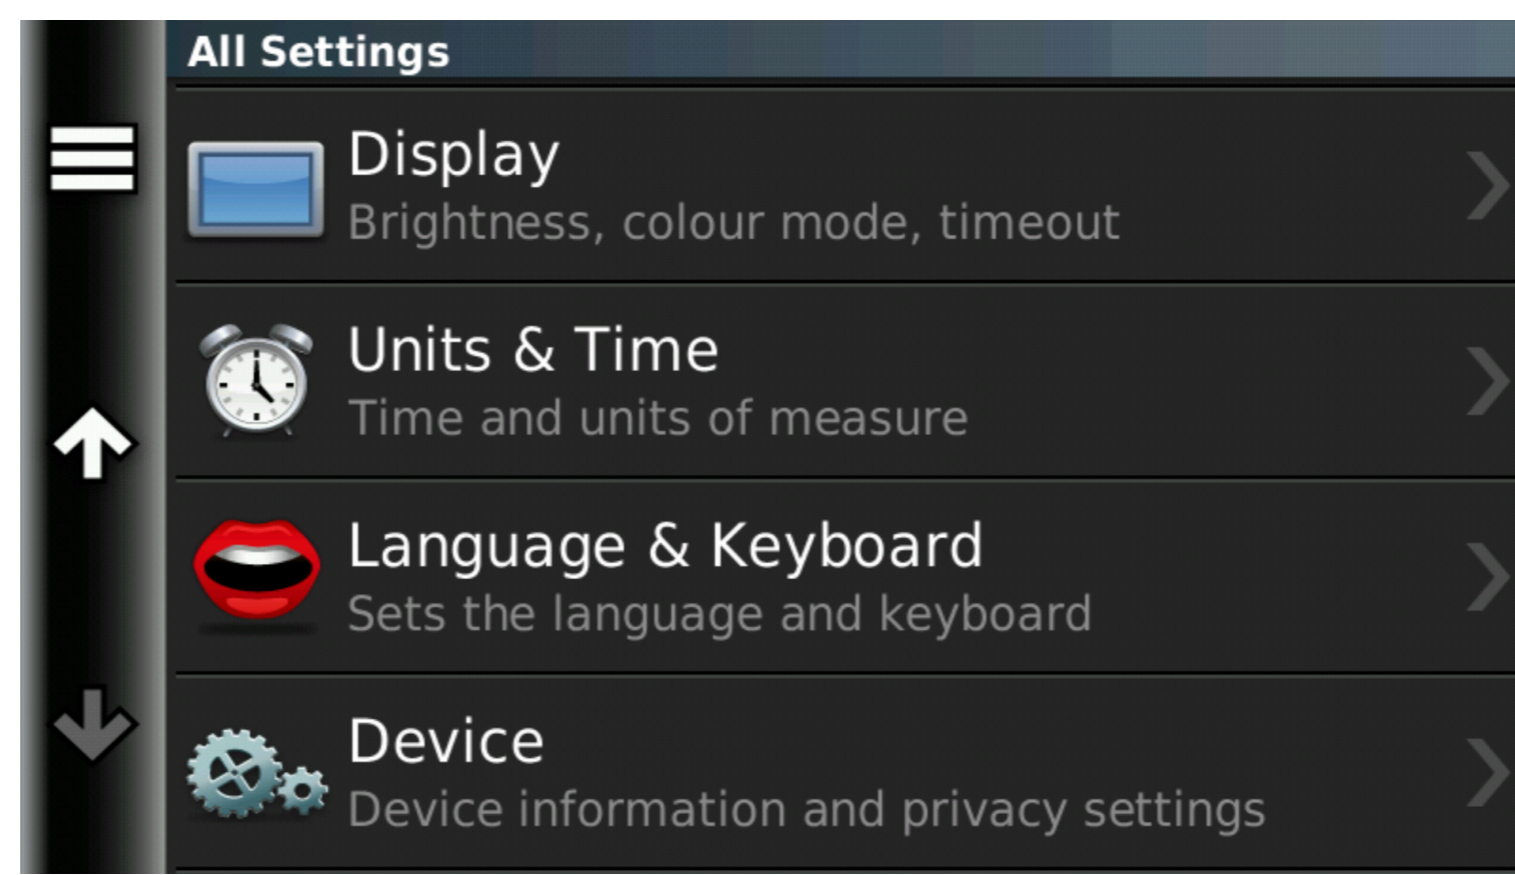 All Settings
Display
Brightness, colour mode, timeout
Units & Time
Time and units of measure
Language & Keyboard
Sets the language and keyboard
Device
Device information and privacy settings